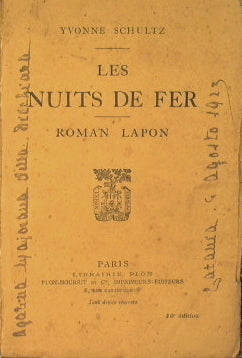 YVONNE SCHULTZ
LES
NUITS DE FER
ROMAN LAPON
PARIS
LIBRAIRIE PLON
PLON-NOURRIT et Cie, IMPRIMEURS-ÉDITEURS
8, RUE GARANCIÈRE - 6e
Tous droits réservés
10e édition
Catania, 5 Agosto 1923